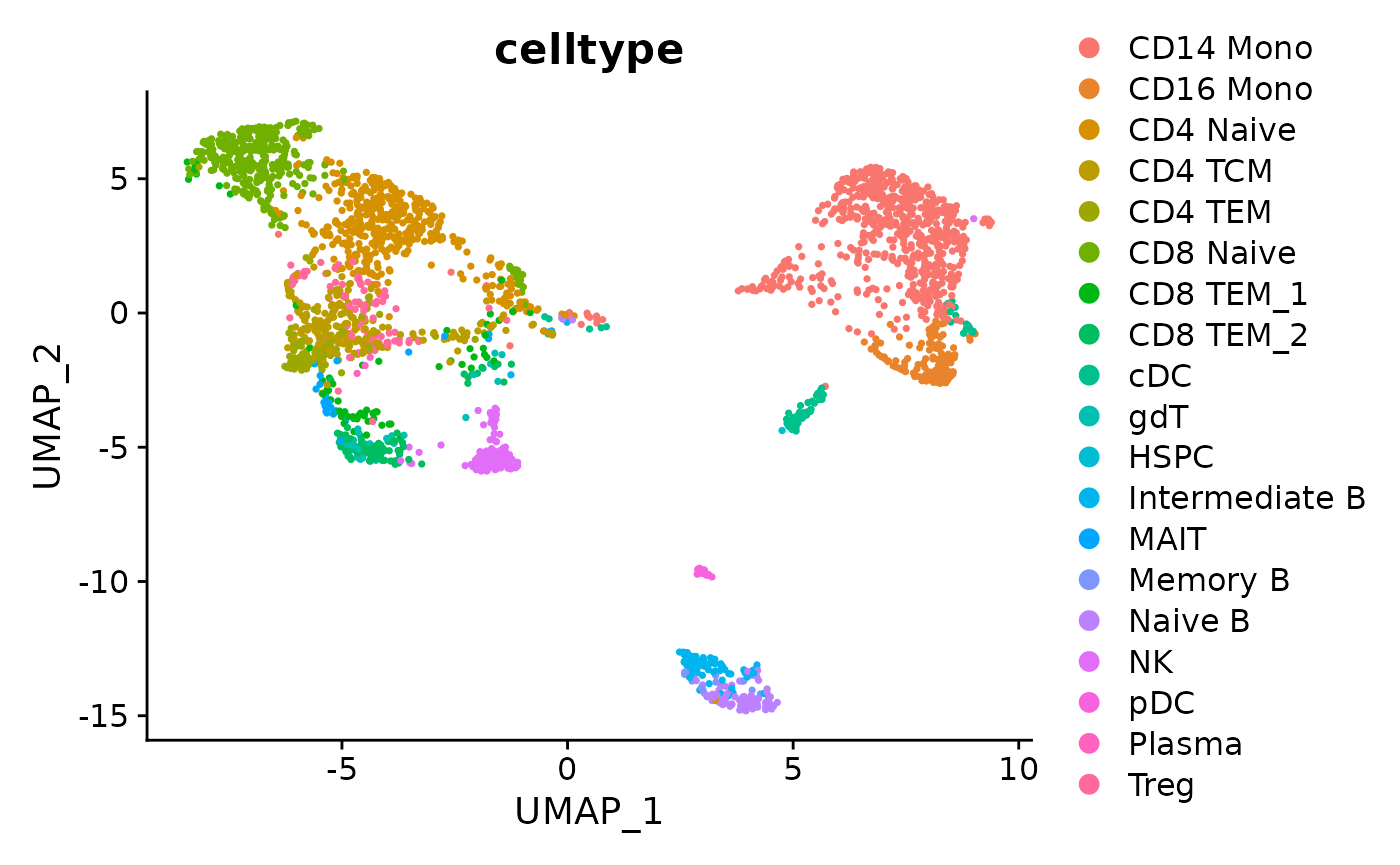 celltype
UMAP_2
5
0
-5
-10
-15
-5
0
5
10
UMAP_1
CD14 Mono
CD16 Mono
CD4 Naive
CD4 TCM
CD4 TEM
CD8 Naive
CD8 TEM_1
CD8 TEM_2
cDC
gdT
HSPC
Intermediate B
MAIT
Memory B
Naive B
NK
pDC
Plasma
Treg